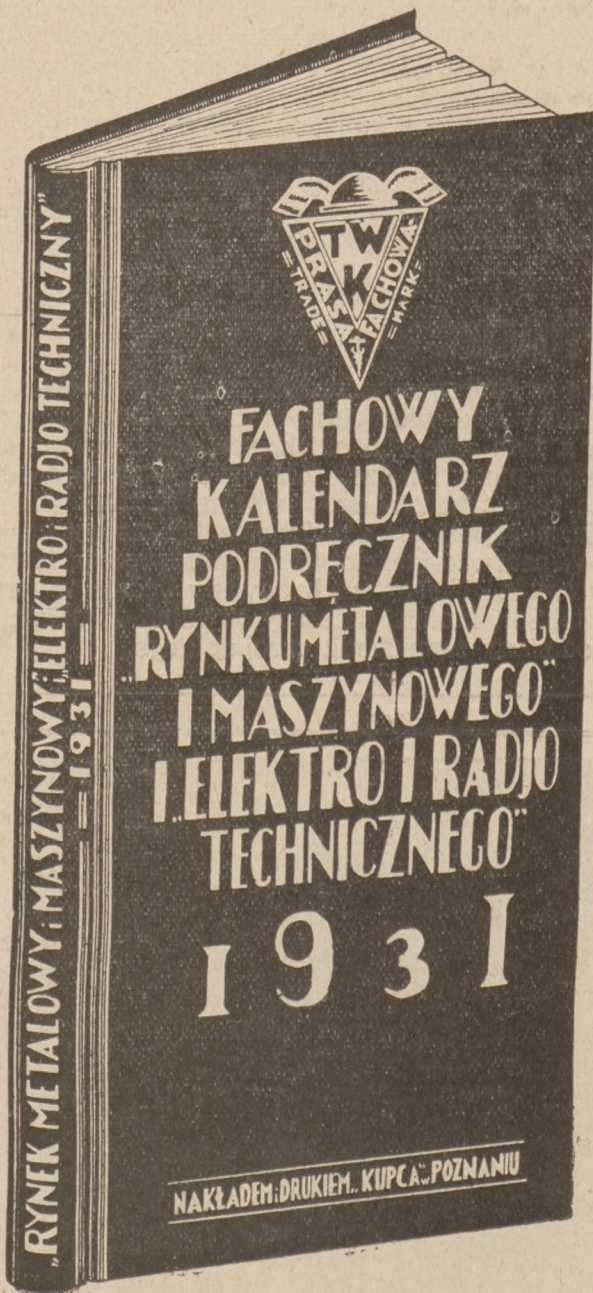 „RYNEK METALOWY i MASZYNOWY i „ELEKTRO i RADJO TECHNICZNY”
=1931=
TWK
PRASA FACHOWA
=TRADE= =MARK=
FACHOWY
KALENDARZ
PODRĘCZNIK
„RYNKU METALOWEGO
I MASZYNOWEGO”
I „ELEKTRO I RADJO
TECHNICZNEGO”
1931
NAKŁADEM i DRUKIEM „KUPCA” w POZNANIU